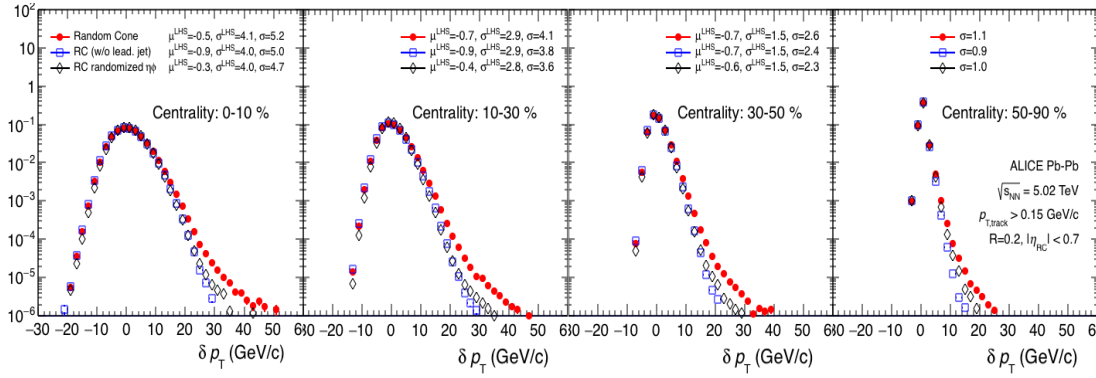 10²
10
1
10⁻¹
10⁻²
10⁻³
10⁻⁴
10⁻⁵
10⁻⁶
Random Cone μ^LHS=-0.5, σ^LHS=4.1, σ=5.2
RC (w/o lead. jet) μ^LHS=-0.9, σ^LHS=4.0, σ=5.0
RC randomized ηφ μ^LHS=-0.3, σ^LHS=4.0, σ=4.7
Centrality: 0-10 %
−30 −20 −10 0 10 20 30 40 50
δ p_T (GeV/c)
μ^LHS=-0.7, σ^LHS=2.9, σ=4.1
μ^LHS=-0.9, σ^LHS=2.9, σ=3.8
μ^LHS=-0.4, σ^LHS=2.8, σ=3.6
Centrality: 10-30 %
−20 −10 0 10 20 30 40 50
δ p_T (GeV/c)
μ^LHS=-0.7, σ^LHS=1.5, σ=2.6
μ^LHS=-0.7, σ^LHS=1.5, σ=2.4
μ^LHS=-0.6, σ^LHS=1.5, σ=2.3
Centrality: 30-50 %
−20 −10 0 10 20 30 40 50
δ p_T (GeV/c)
σ=1.1
σ=0.9
σ=1.0
Centrality: 50-90 %
ALICE Pb-Pb
√s_NN = 5.02 TeV
p_T,track > 0.15 GeV/c
R=0.2, |η_RC| < 0.7
−20 −10 0 10 20 30 40 50
δ p_T (GeV/c)